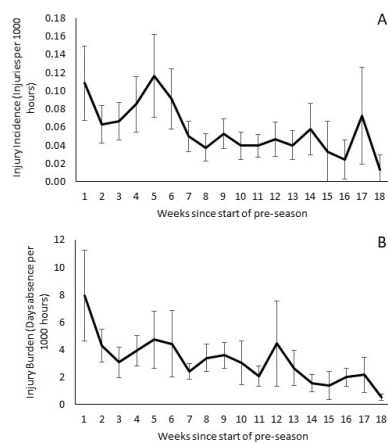 A
Injury Incidence (Injuries per 1000
hours)
0.18
0.16
0.14
0.12
0.10
0.08
0.06
0.04
0.02
0.00
1 2 3 4 5 6 7 8 9 10 11 12 13 14 15 16 17 18
Weeks since start of pre-season
B
Injury Burden (Days absence per
1000 hours)
12
10
8
6
4
2
0
1 2 3 4 5 6 7 8 9 10 11 12 13 14 15 16 17 18
Weeks since start of pre-season